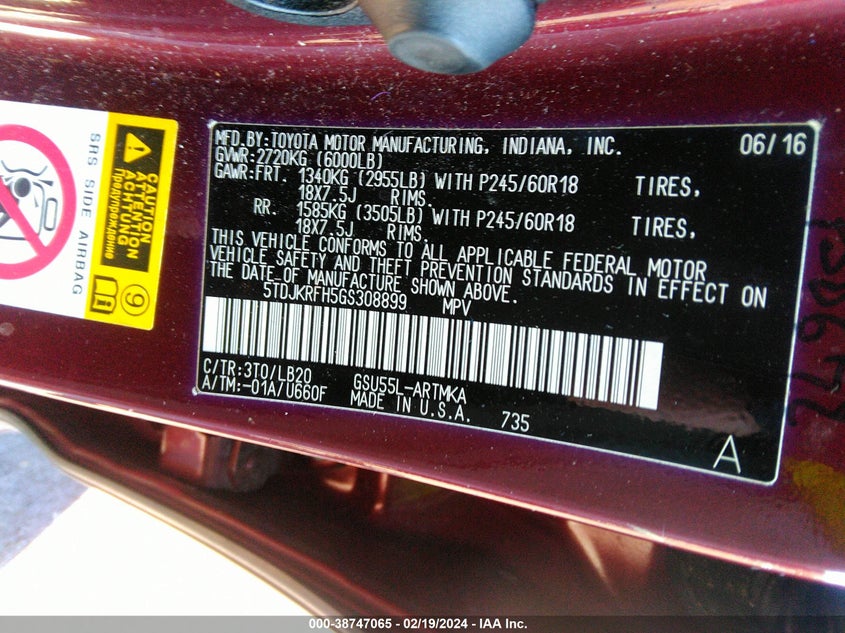 MFD.BY:TOYOTA MOTOR MANUFACTURING, INDIANA, INC. 06/16
GVWR:2720KG (6000LB)
GAWR:FRT. 1340KG (2955LB) WITH P245/60R18 TIRES,
18X7.5J RIMS.
RR. 1585KG (3505LB) WITH P245/60R18 TIRES,
18X7.5J RIMS.
THIS VEHICLE CONFORMS TO ALL APPLICABLE FEDERAL MOTOR
VEHICLE SAFETY AND THEFT PREVENTION STANDARDS IN EFFECT ON
THE DATE OF MANUFACTURE SHOWN ABOVE.
5TDJKRFH5GS308899 MPV
C/TR:3T0/LB20 GSU55L-ARTMKA
A/TM:-01A/U660F MADE IN U.S.A. 735
A
CAUTION
ATTENTION
ACHTUNG
Предупреждение
SRS SIDE AIRBAG
9
000-38747065 - 02/19/2024 - IAA Inc.